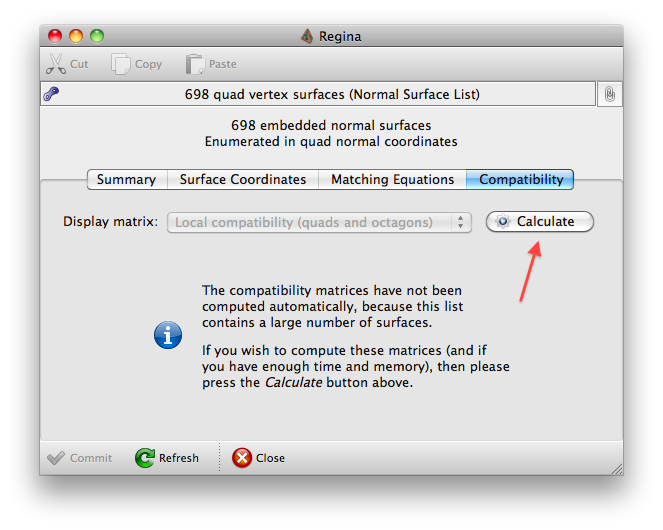 Regina
Cut Copy Paste
698 quad vertex surfaces (Normal Surface List)
698 embedded normal surfaces
Enumerated in quad normal coordinates
Summary Surface Coordinates Matching Equations Compatibility
Display matrix: Local compatibility (quads and octagons) Calculate
The compatibility matrices have not been
computed automatically, because this list
contains a large number of surfaces.
If you wish to compute these matrices (and if
you have enough time and memory), then please
press the Calculate button above.
Commit Refresh Close